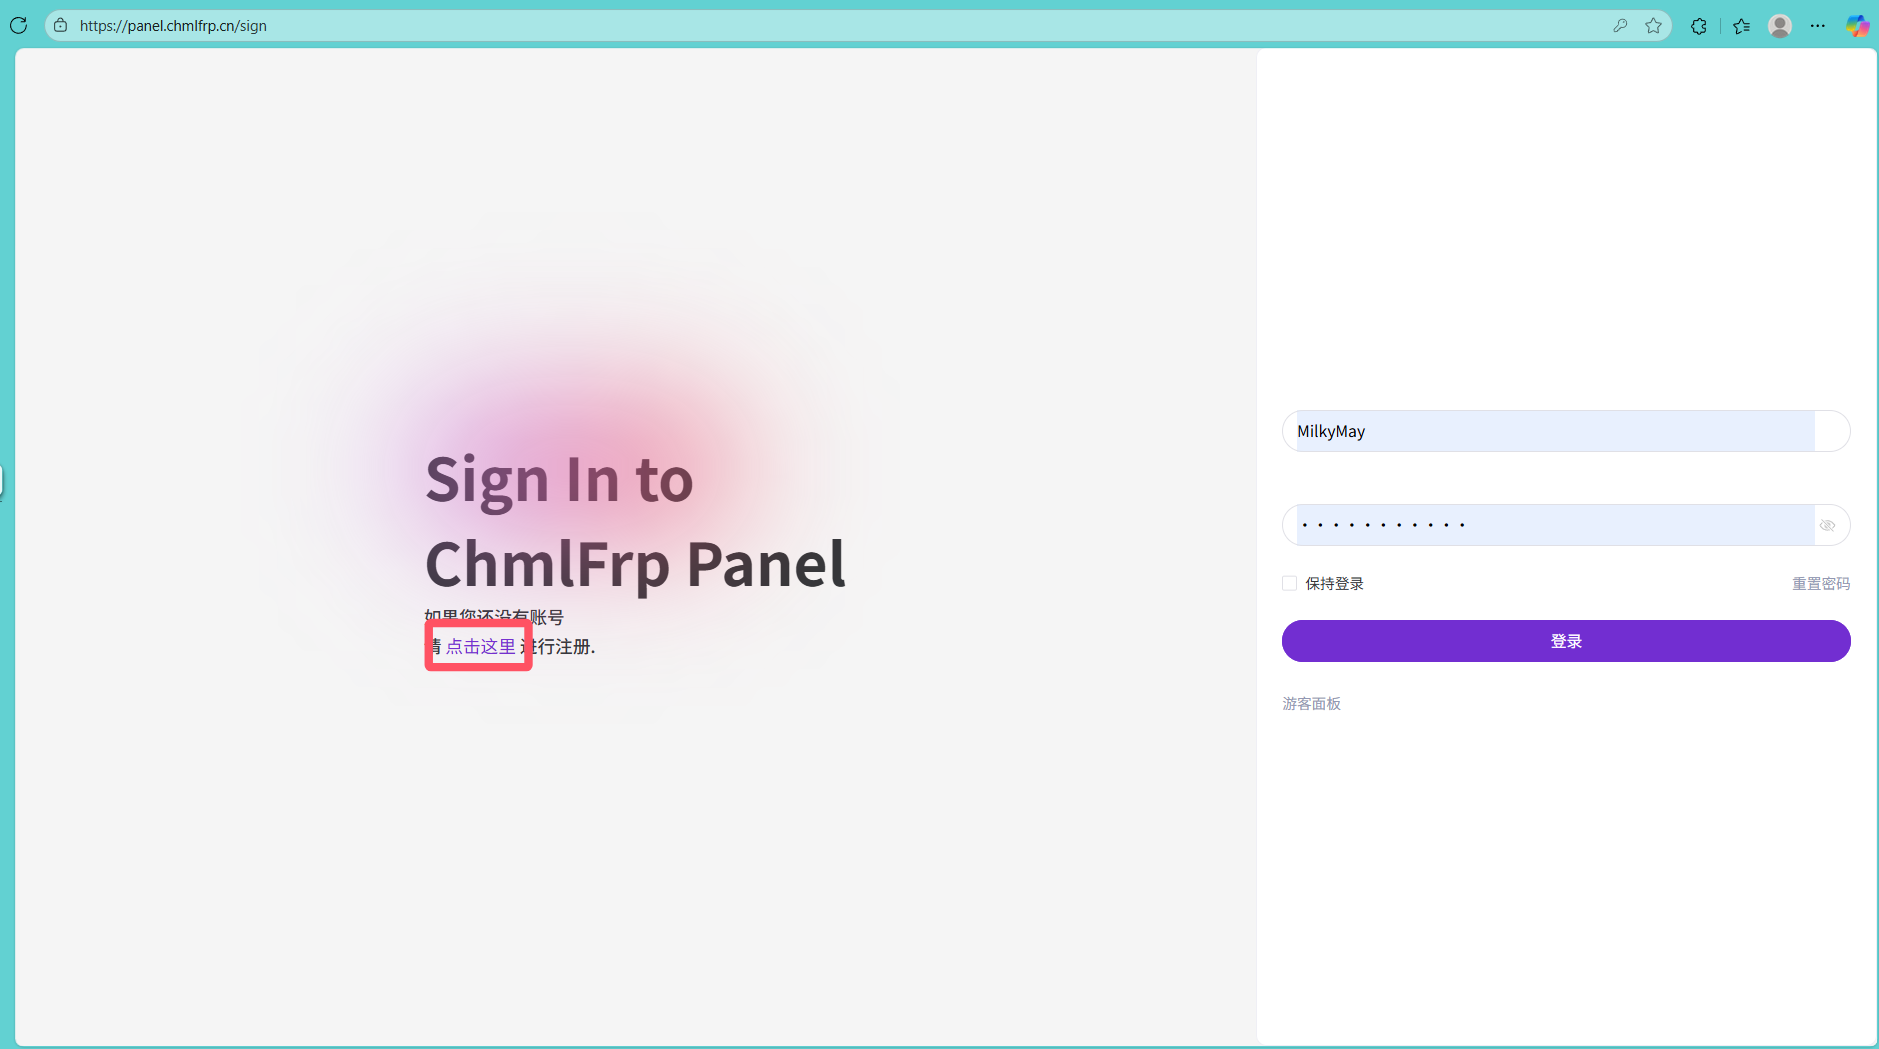 https://panel.chmlfrp.cn/sign
Sign In to
ChmlFrp Panel
如果您还没有账号
请 点击这里 进行注册.
MilkyMay
•••••••••••
保持登录
重置密码
登录
游客面板